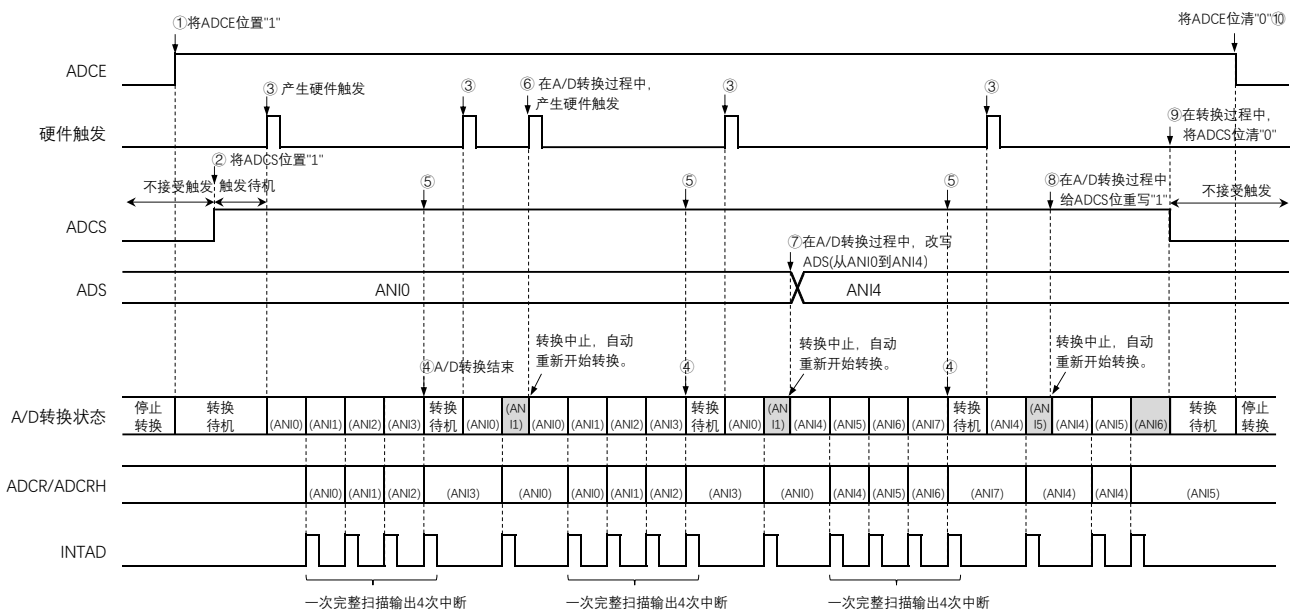 ①将ADCE位置"1"
将ADCE位清"0"⑩
ADCE
③ 产生硬件触发
③
⑥ 在A/D转换过程中，
产生硬件触发
③
③
硬件触发
⑨在转换过程中，
将ADCS位清"0"
② 将ADCS位置"1"
不接受触发
触发待机
⑤
⑤
⑤
⑧在A/D转换过程中
给ADCS位重写"1"
不接受触发
ADCS
⑦在A/D转换过程中，改写
ADS(从ANI0到ANI4)
ADS
ANI0
ANI4
④A/D转换结束
转换中止，自动
重新开始转换。
④
转换中止，自动
重新开始转换。
④
转换中止，自动
重新开始转换。
A/D转换状态
停止
转换
转换
待机
(ANI0)
(ANI1)
(ANI2)
(ANI3)
转换
待机
(ANI0)
(AN
I1)
(ANI0)
(ANI1)
(ANI2)
(ANI3)
转换
待机
(ANI0)
(AN
I1)
(ANI4)
(ANI5)
(ANI6)
(ANI7)
转换
待机
(ANI4)
(AN
I5)
(ANI4)
(ANI5)
(ANI6)
转换
待机
停止
转换
ADCR/ADCRH
(ANI0)
(ANI1)
(ANI2)
(ANI3)
(ANI0)
(ANI0)
(ANI1)
(ANI2)
(ANI3)
(ANI0)
(ANI4)
(ANI5)
(ANI6)
(ANI7)
(ANI4)
(ANI4)
(ANI5)
INTAD
一次完整扫描输出4次中断
一次完整扫描输出4次中断
一次完整扫描输出4次中断